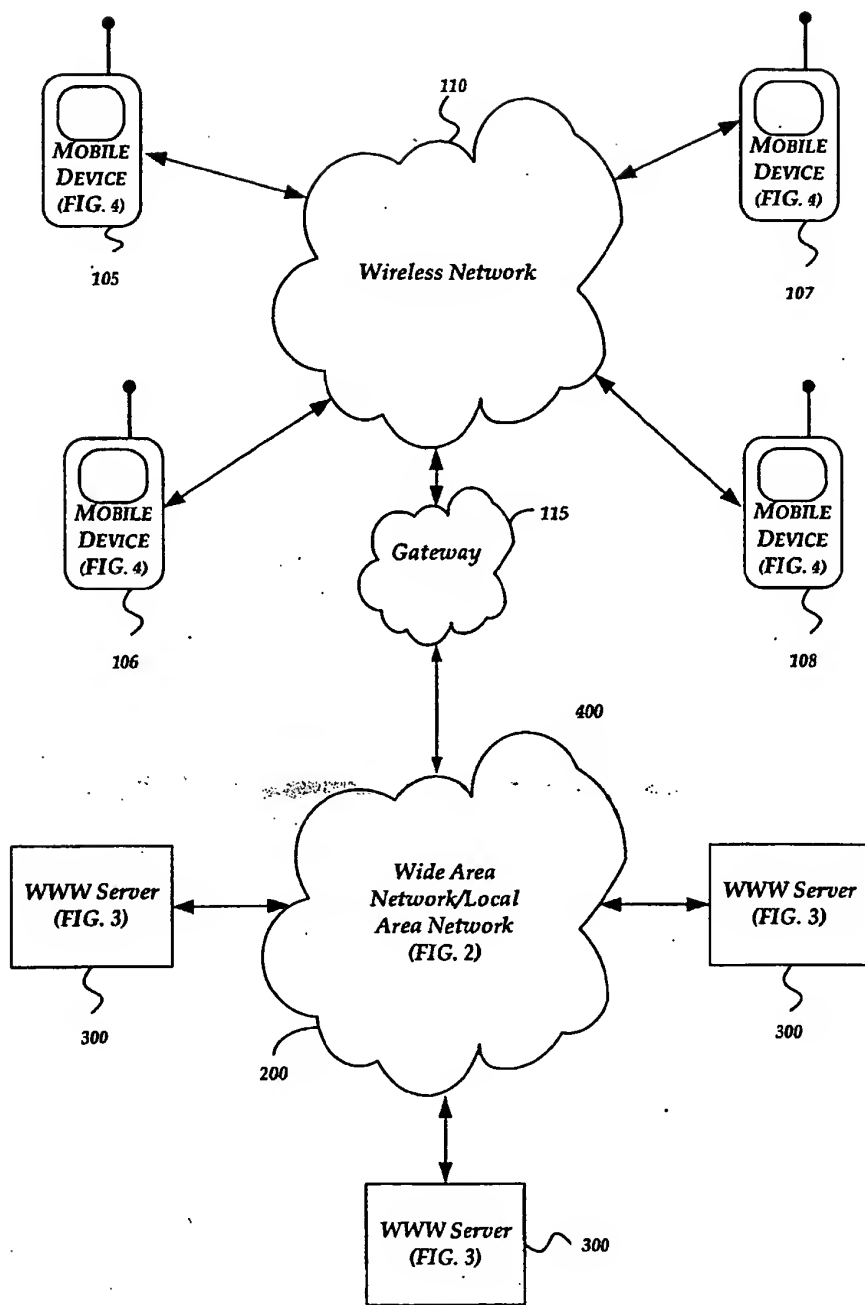 110
MOBILE
DEVICE
(FIG. 4)
105
MOBILE
DEVICE
(FIG. 4)
107
Wireless Network
MOBILE
DEVICE
(FIG. 4)
106
MOBILE
DEVICE
(FIG. 4)
108
115
Gateway
400
WWW Server
(FIG. 3)
300
Wide Area
Network/Local
Area Network
(FIG. 2)
200
WWW Server
(FIG. 3)
300
WWW Server
(FIG. 3)
300